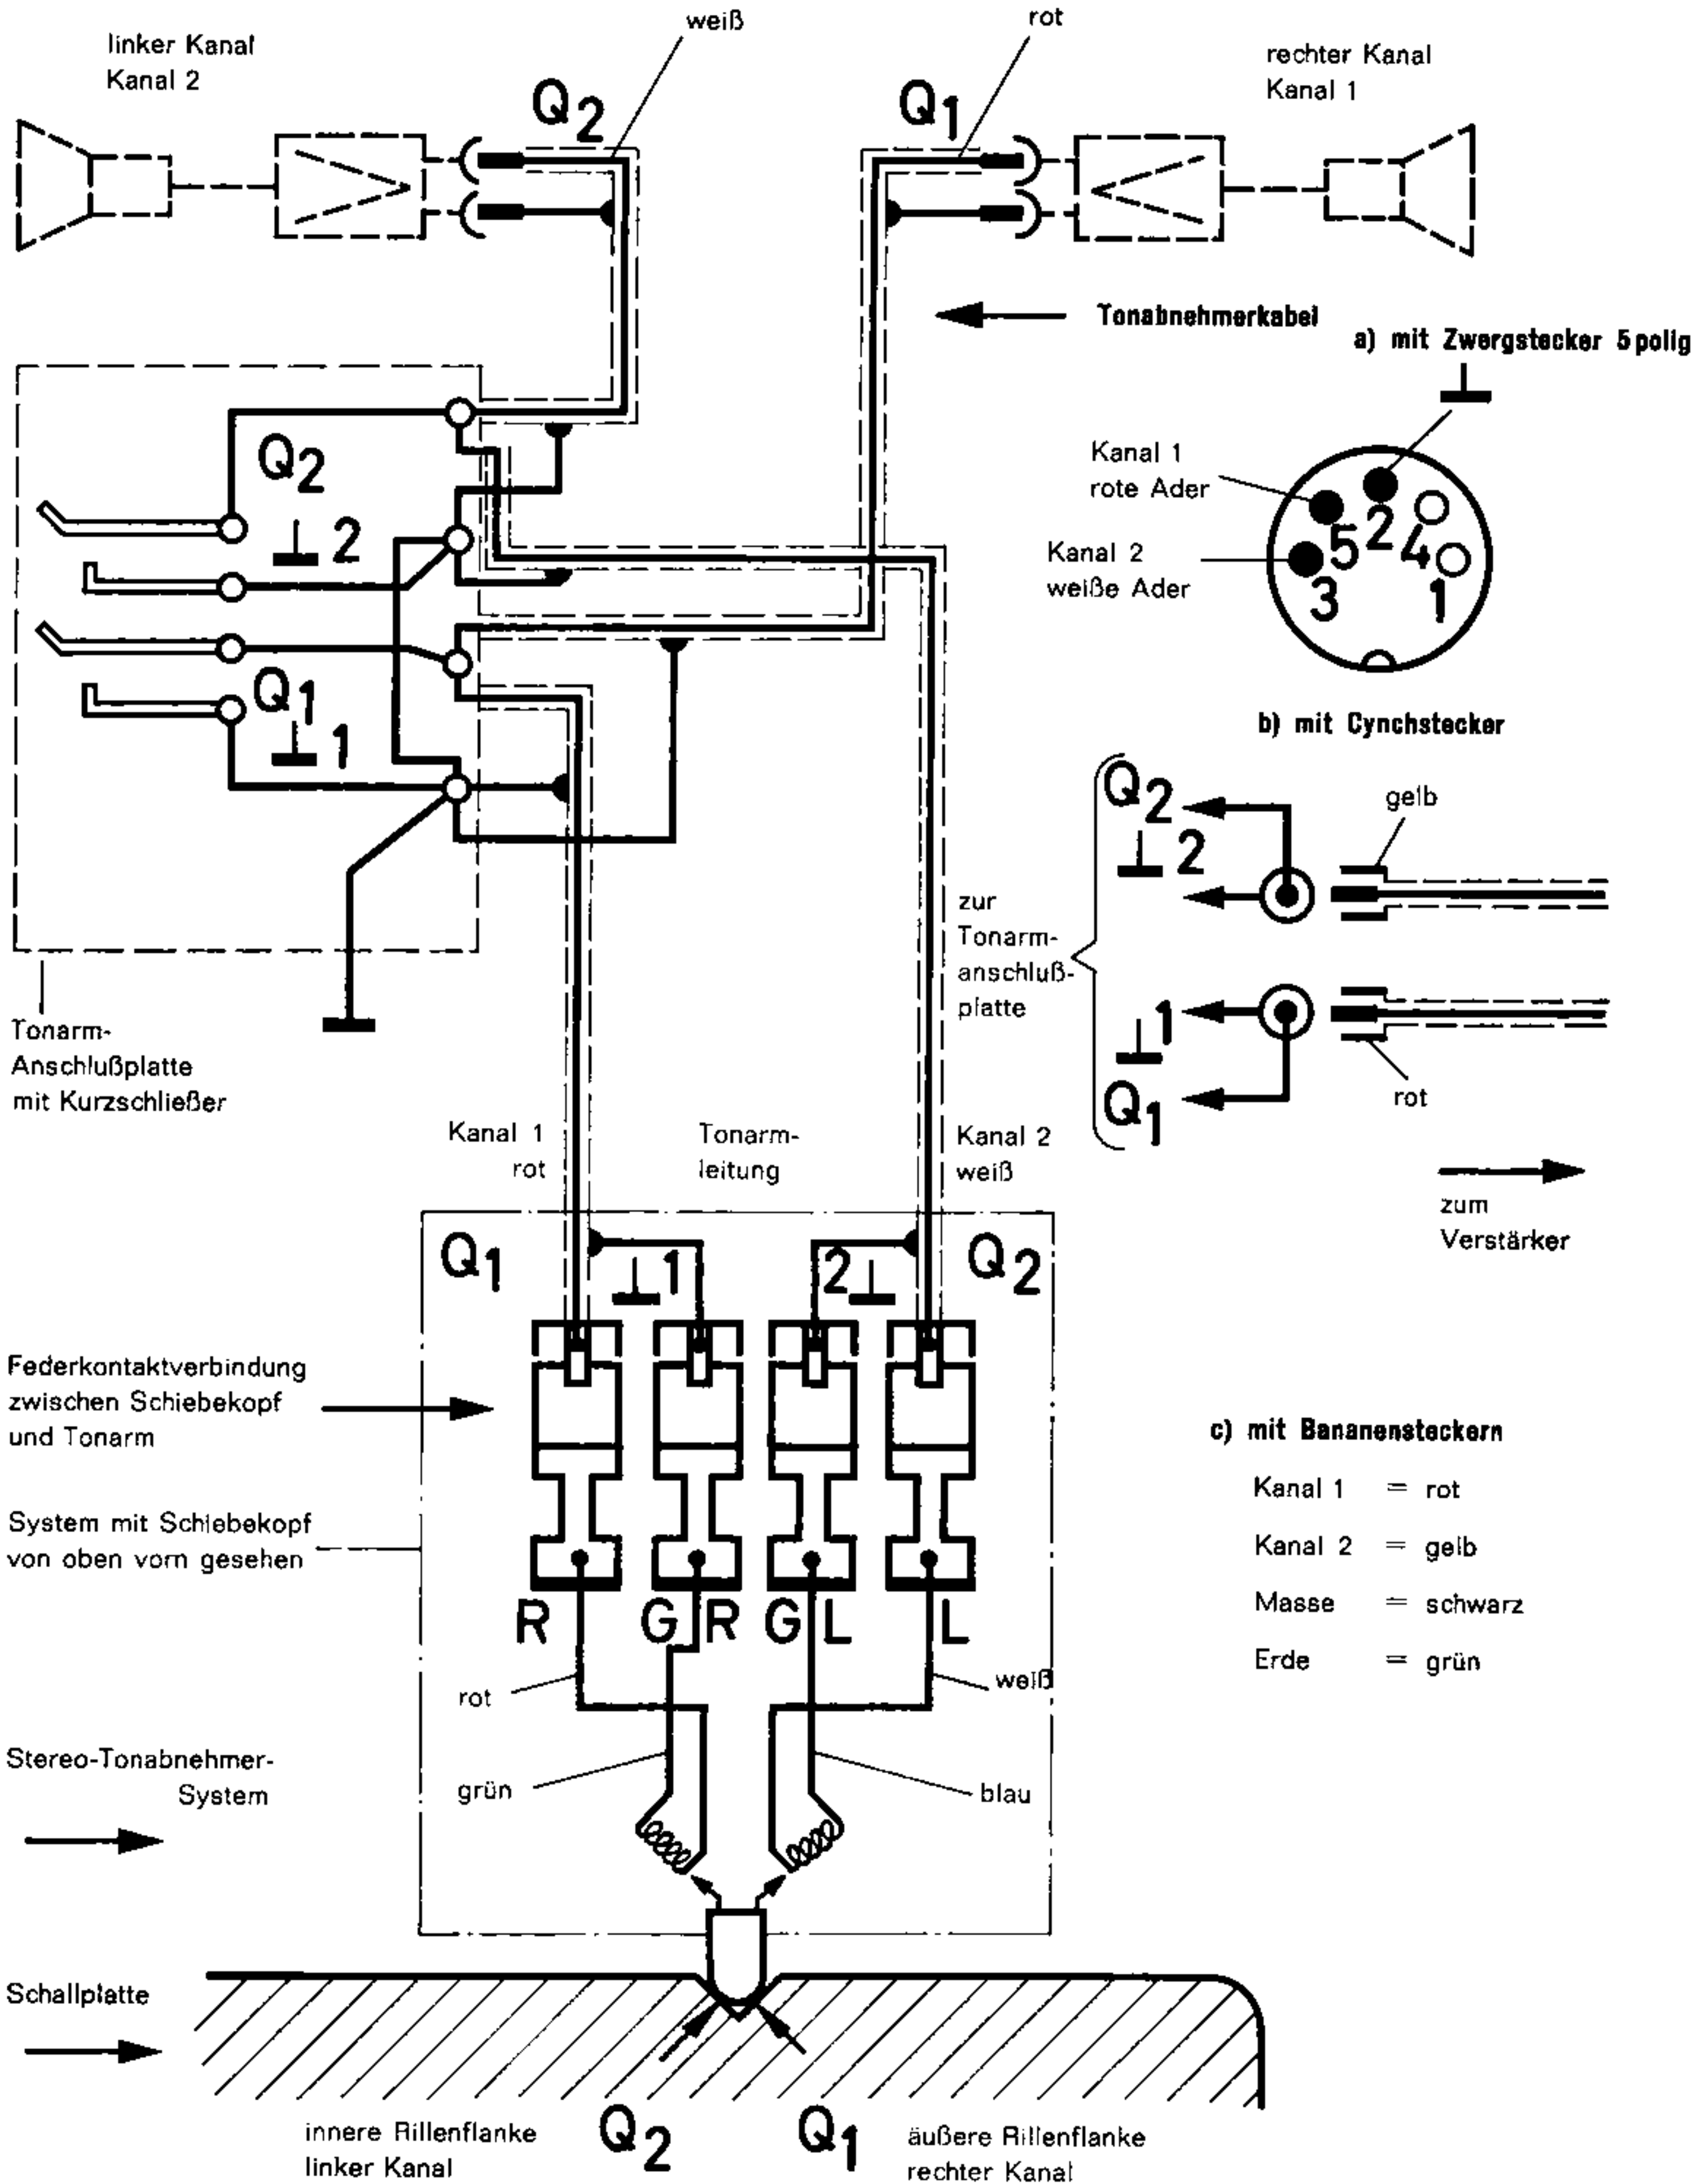 weiß
rot
linker Kanal
Kanal 2
rechter Kanal
Kanal 1
Q2
Q1
Tonabnehmerkabel
a) mit Zwergstecker 5polig
Kanal 1
rote Ader
Kanal 2
weiße Ader
5 2 4
3 1
Q2
2
Q1
1
b) mit Cynchstecker
Q2
2
gelb
1
Q1
rot
zur
Tonarm-
anschluß-
platte
zum
Verstärker
Tonarm-
Anschlußplatte
mit Kurzschließer
Kanal 1
rot
Tonarm-
leitung
Kanal 2
weiß
Q1
1
2
Q2
Federkontaktverbindung
zwischen Schiebekopf
und Tonarm
System mit Schiebekopf
von oben vorn gesehen
R G R G L L
rot
weiß
grün
blau
c) mit Bananensteckern
Kanal 1 = rot
Kanal 2 = gelb
Masse = schwarz
Erde = grün
Stereo-Tonabnehmer-
System
Schallplatte
innere Rillenflanke
linker Kanal
Q2
Q1
äußere Rillenflanke
rechter Kanal